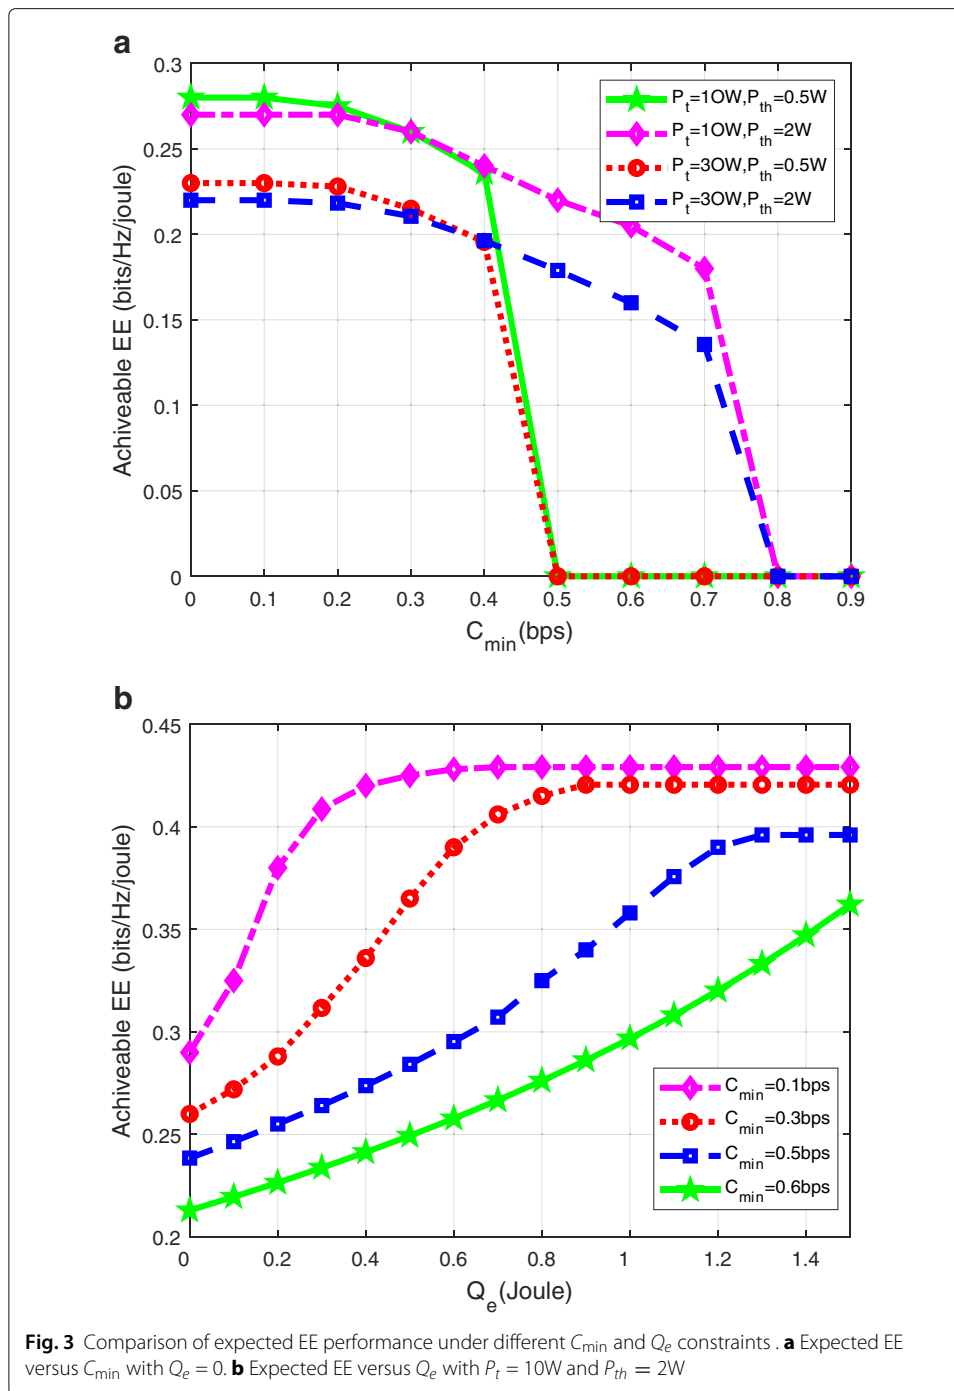 a
0.3
0.25
0.2
0.15
0.1
0.05
0
Achiveable EE (bits/Hz/joule)
P_t=1OW,P_th=0.5W
P_t=1OW,P_th=2W
P_t=3OW,P_th=0.5W
P_t=3OW,P_th=2W
0 0.1 0.2 0.3 0.4 0.5 0.6 0.7 0.8 0.9
C_min(bps)
b
0.45
0.4
0.35
0.3
0.25
0.2
Achiveable EE (bits/Hz/joule)
C_min=0.1bps
C_min=0.3bps
C_min=0.5bps
C_min=0.6bps
0 0.2 0.4 0.6 0.8 1 1.2 1.4
Q_e(Joule)
Fig. 3 Comparison of expected EE performance under different C_min and Q_e constraints . a Expected EE
versus C_min with Q_e = 0. b Expected EE versus Q_e with P_t = 10W and P_th = 2W